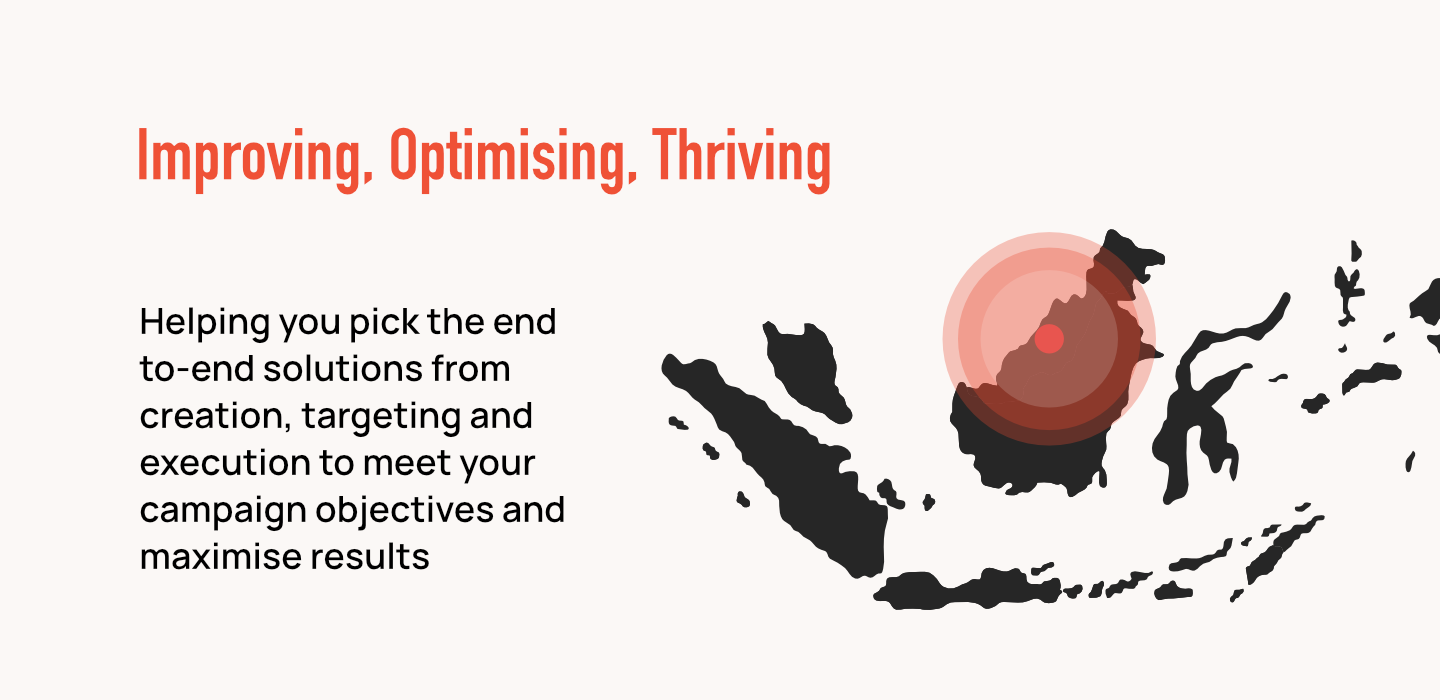 Improving, Optimising, Thriving
Helping you pick the end
to-end solutions from
creation, targeting and
execution to meet your
campaign objectives and
maximise results